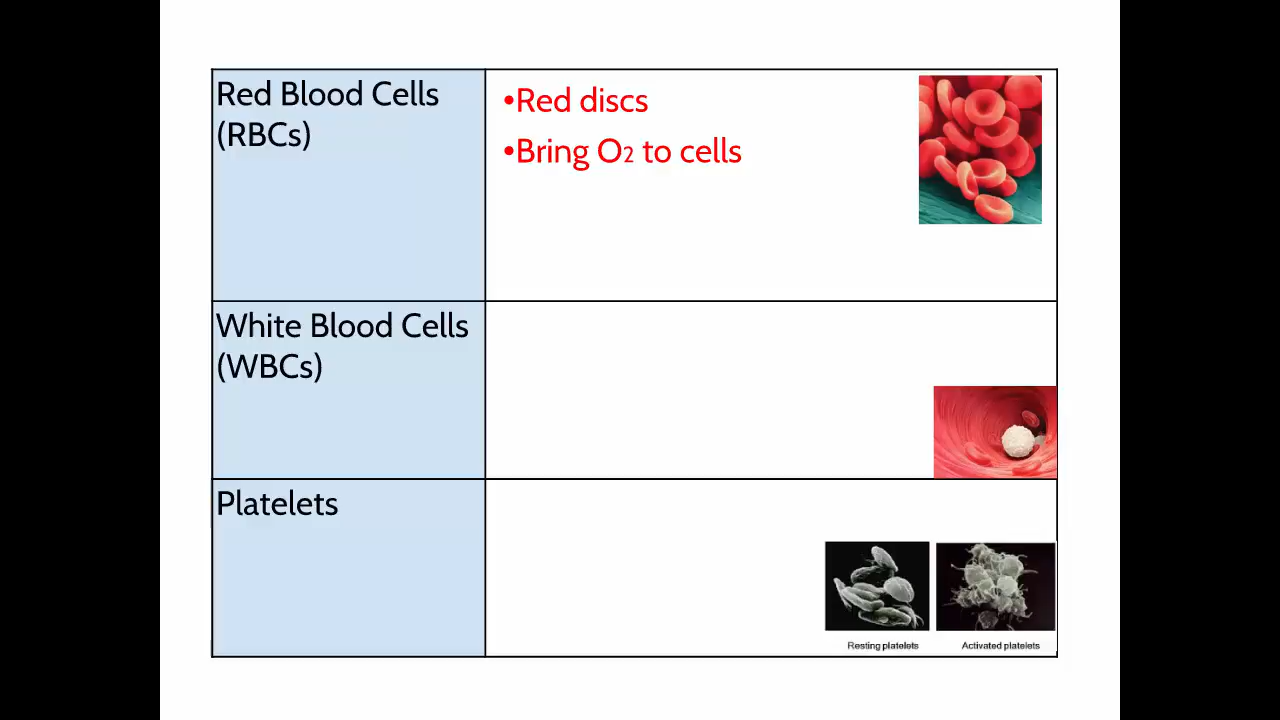 Red Blood Cells
(RBCs)
•Red discs
•Bring O2 to cells
White Blood Cells
(WBCs)
Platelets
Resting platelets
Activated platelets